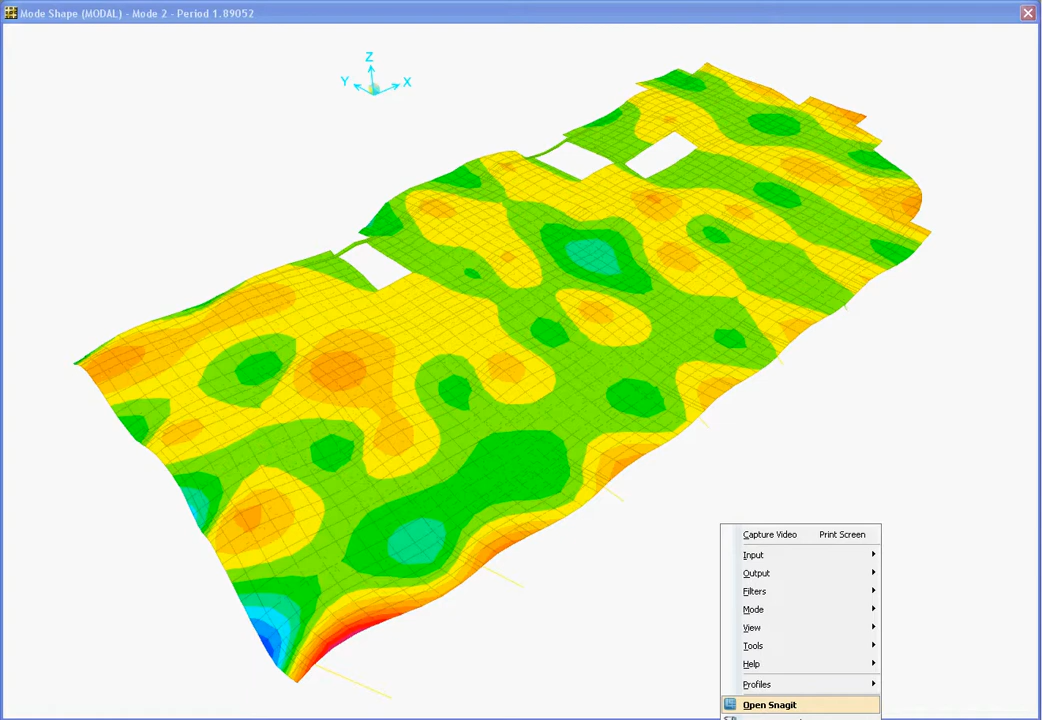 Mode Shape (MODAL) - Mode 2 - Period 1.89052
Z
Y
X
Capture Video Print Screen
Input
Output
Filters
Mode
View
Tools
Help
Profiles
Open Snagit